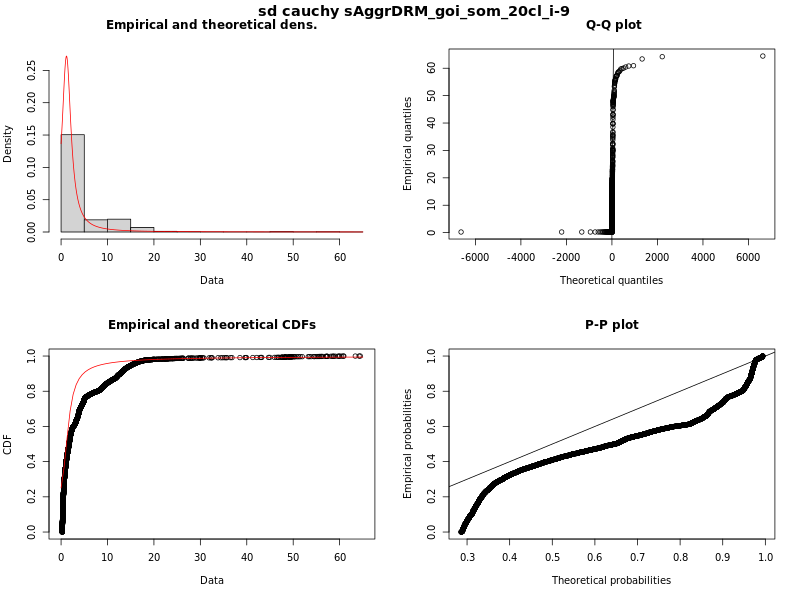 sd cauchy sAggrDRM_goi_som_20cl_i-9
Empirical and theoretical dens.
Density
0.00 0.05 0.10 0.15 0.20 0.25
0 10 20 30 40 50 60
Data
Q-Q plot
Empirical quantiles
0 10 20 30 40 50 60
-6000 -4000 -2000 0 2000 4000 6000
Theoretical quantiles
Empirical and theoretical CDFs
CDF
0.0 0.2 0.4 0.6 0.8 1.0
0 10 20 30 40 50 60
Data
P-P plot
Empirical probabilities
0.0 0.2 0.4 0.6 0.8 1.0
0.3 0.4 0.5 0.6 0.7 0.8 0.9 1.0
Theoretical probabilities